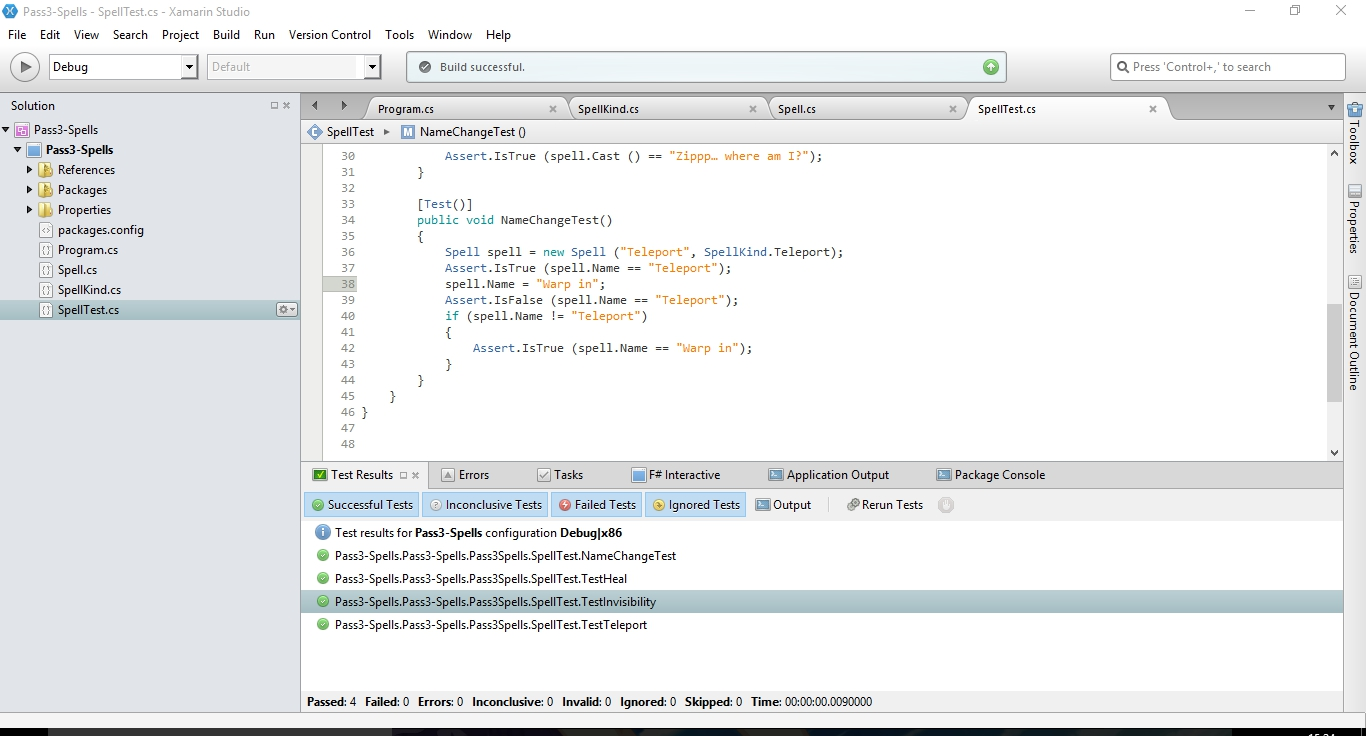 Pass3-Spells - SpellTest.cs - Xamarin Studio
File Edit View Search Project Build Run Version Control Tools Window Help
Debug Default Build successful. Press 'Control+,' to search
Solution
Pass3-Spells
Pass3-Spells
References
Packages
Properties
packages.config
Program.cs
Spell.cs
SpellKind.cs
SpellTest.cs
Program.cs SpellKind.cs Spell.cs SpellTest.cs
C SpellTest M NameChangeTest ()
30 Assert.IsTrue (spell.Cast () == "Zippp… where am I?");
31 }
32
33 [Test()]
34 public void NameChangeTest()
35 {
36 Spell spell = new Spell ("Teleport", SpellKind.Teleport);
37 Assert.IsTrue (spell.Name == "Teleport");
38 spell.Name = "Warp in";
39 Assert.IsFalse (spell.Name == "Teleport");
40 if (spell.Name != "Teleport")
41 {
42 Assert.IsTrue (spell.Name == "Warp in");
43 }
44 }
45 }
46 }
47
48
Toolbox
Properties
Document Outline
Test Results Errors Tasks F# Interactive Application Output Package Console
Successful Tests Inconclusive Tests Failed Tests Ignored Tests Output Rerun Tests
Test results for Pass3-Spells configuration Debug|x86
Pass3-Spells.Pass3-Spells.Pass3Spells.SpellTest.NameChangeTest
Pass3-Spells.Pass3-Spells.Pass3Spells.SpellTest.TestHeal
Pass3-Spells.Pass3-Spells.Pass3Spells.SpellTest.TestInvisibility
Pass3-Spells.Pass3-Spells.Pass3Spells.SpellTest.TestTeleport
Passed: 4 Failed: 0 Errors: 0 Inconclusive: 0 Invalid: 0 Ignored: 0 Skipped: 0 Time: 00:00:00.0090000